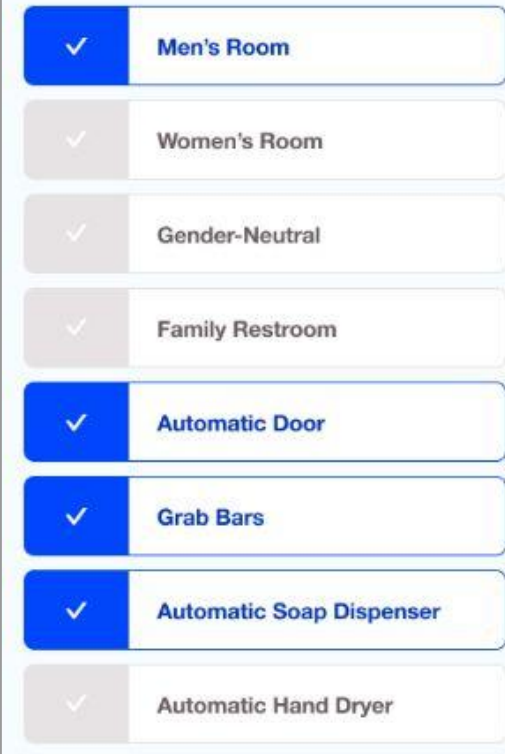 Men's Room
Women's Room
Gender-Neutral
Family Restroom
Automatic Door
Grab Bars
Automatic Soap Dispenser
Automatic Hand Dryer